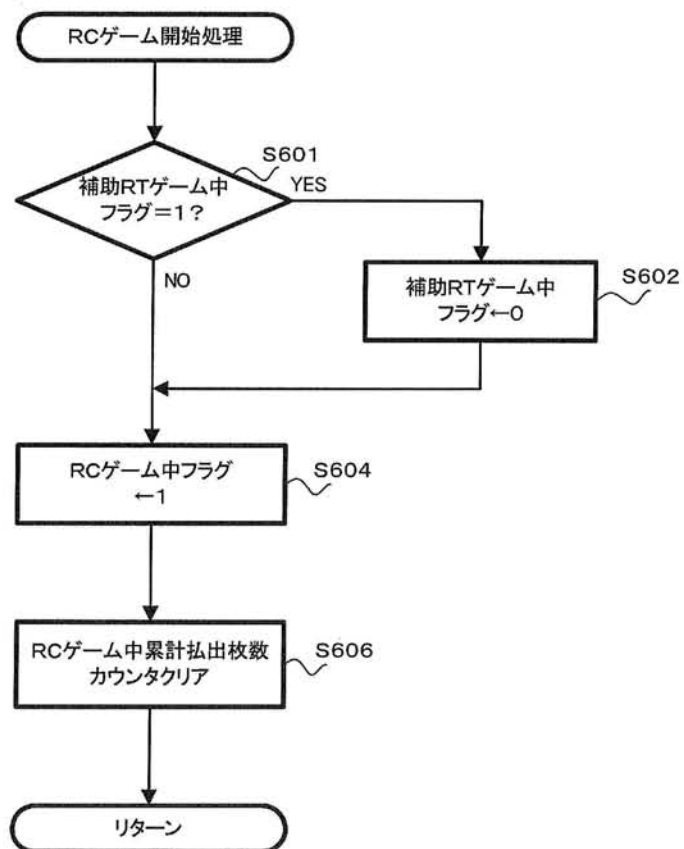 RCゲーム開始処理
S601
補助RTゲーム中
フラグ=1?
YES
NO
補助RTゲーム中
フラグ←0
S602
RCゲーム中フラグ
←1
S604
RCゲーム中累計払出枚数
カウンタクリア
S606
リターン